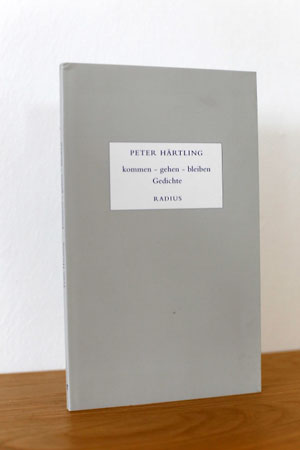 PETER HÄRTLING
kommen – gehen – bleiben
Gedichte
RADIUS